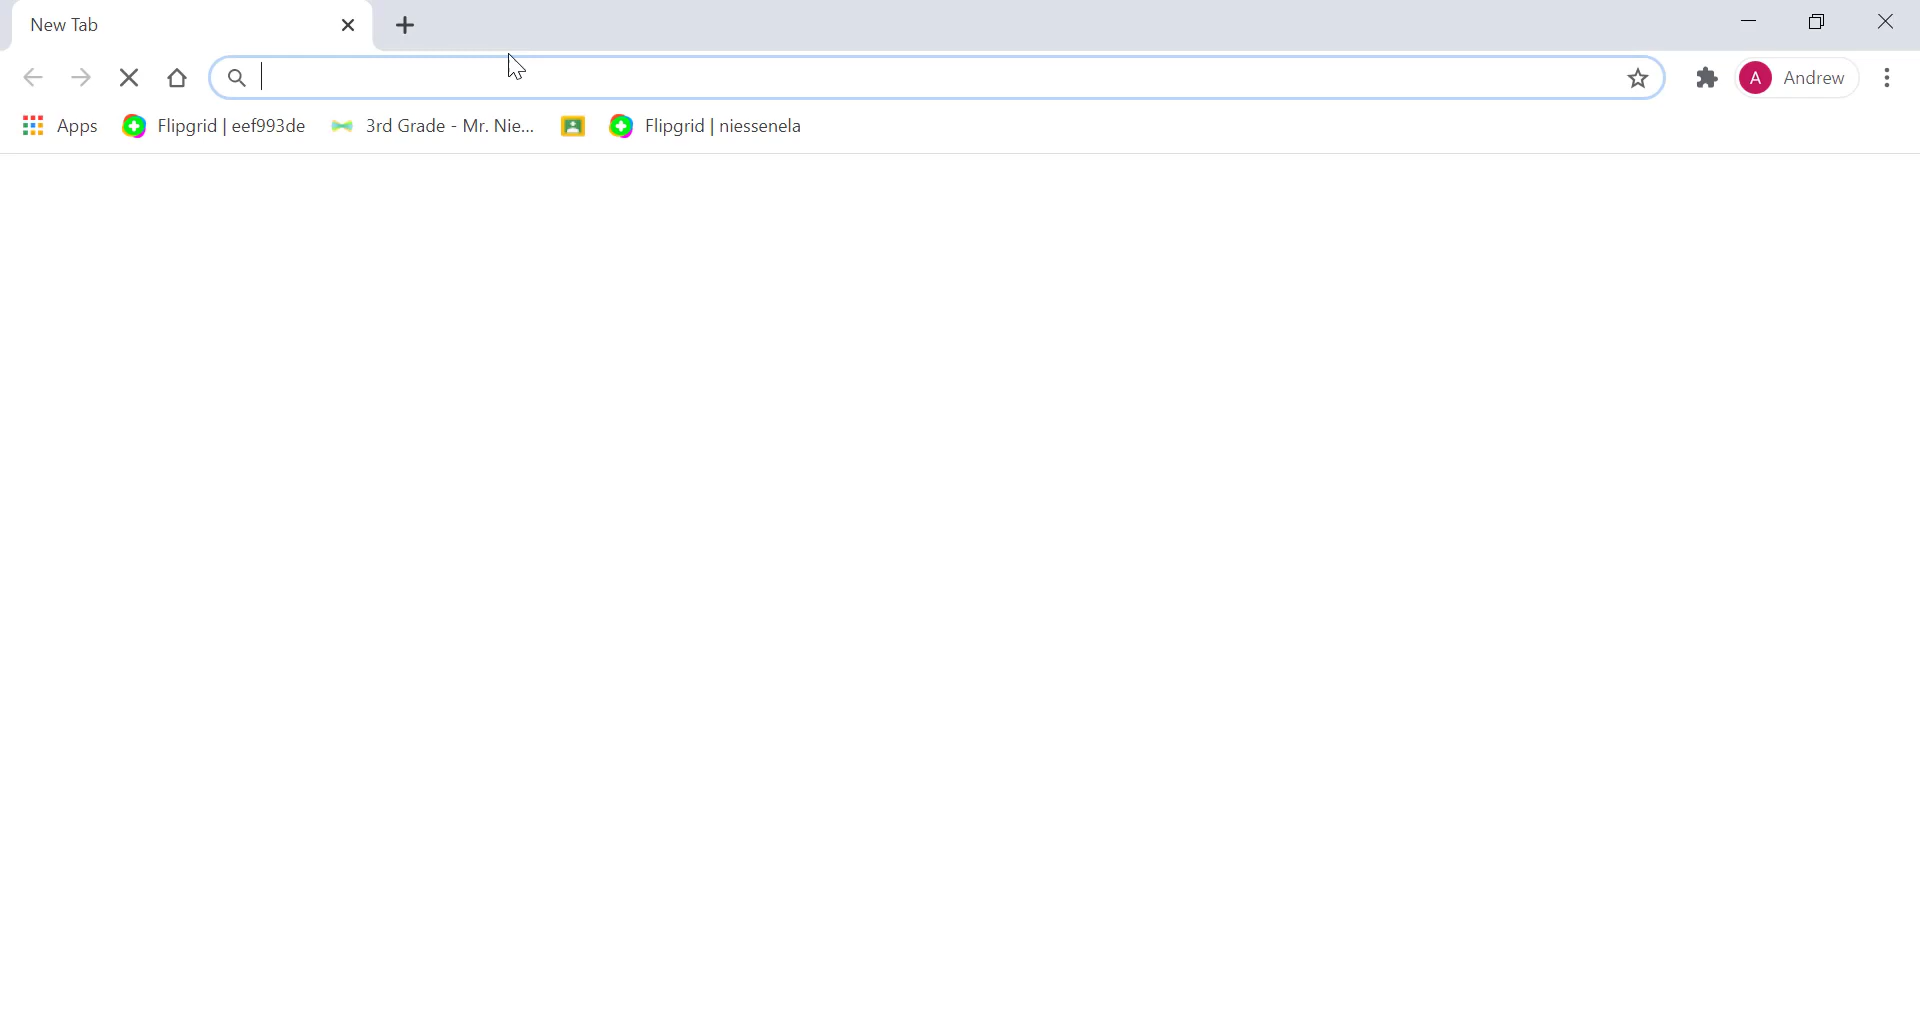 New Tab
A Andrew
Apps Flipgrid | eef993de 3rd Grade - Mr. Nie... Flipgrid | niessenela